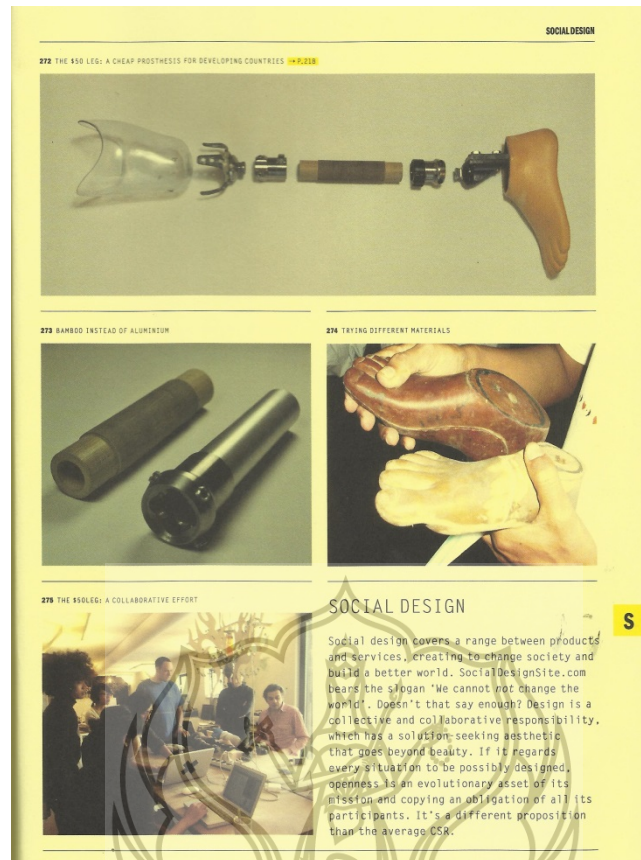 SOCIAL DESIGN
272 THE $50 LEG: A CHEAP PROSTHESIS FOR DEVELOPING COUNTRIES → P.218
273 BAMBOO INSTEAD OF ALUMINIUM
274 TRYING DIFFERENT MATERIALS
275 THE $50LEG: A COLLABORATIVE EFFORT
SOCIAL DESIGN
Social design covers a range between products
and services, creating to change society and
build a better world. SocialDesignSite.com
bears the slogan ‘We cannot not change the
world’. Doesn’t that say enough? Design is a
collective and collaborative responsibility,
which has a solution seeking aesthetic
that goes beyond beauty. If it regards
every situation to be possibly designed,
openness is an evolutionary asset of its
mission and copying an obligation of all its
participants. It’s a different proposition
than the average CSR.
S